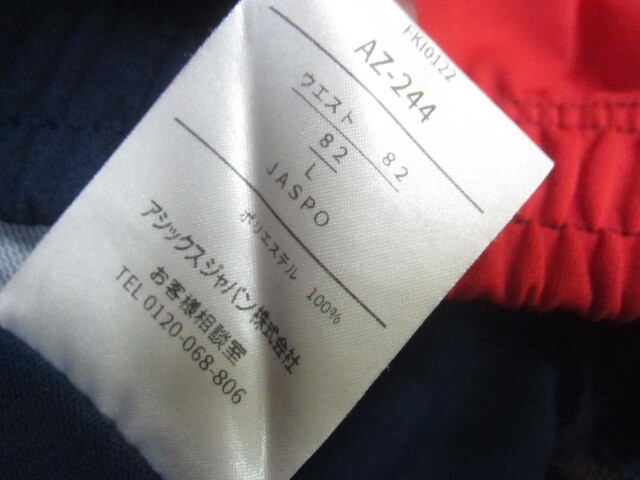 FKI0122
AZ-244
ウエスト 82
82
L
JASPO
ポリエステル 100%
アシックスジャパン株式会社
お客様相談室
TEL 0120-068-806